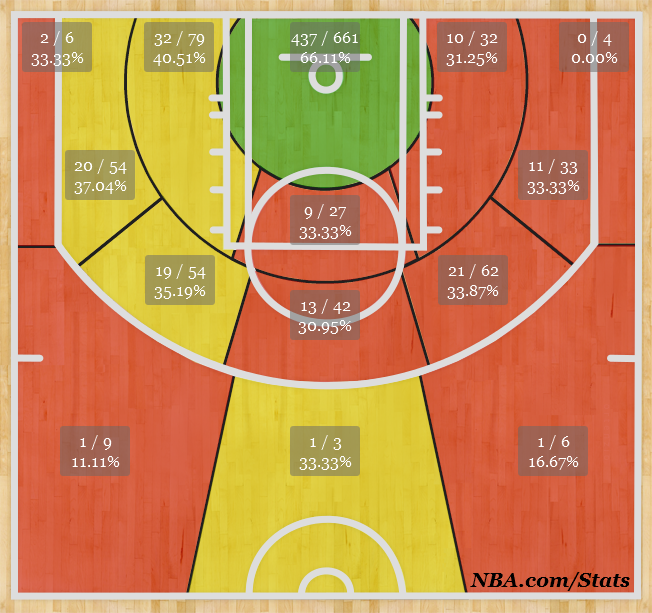 2 / 6
33.33%
32 / 79
40.51%
437 / 661
66.11%
10 / 32
31.25%
0 / 4
0.00%
20 / 54
37.04%
11 / 33
33.33%
9 / 27
33.33%
19 / 54
35.19%
21 / 62
33.87%
13 / 42
30.95%
1 / 9
11.11%
1 / 3
33.33%
1 / 6
16.67%
NBA.com/Stats